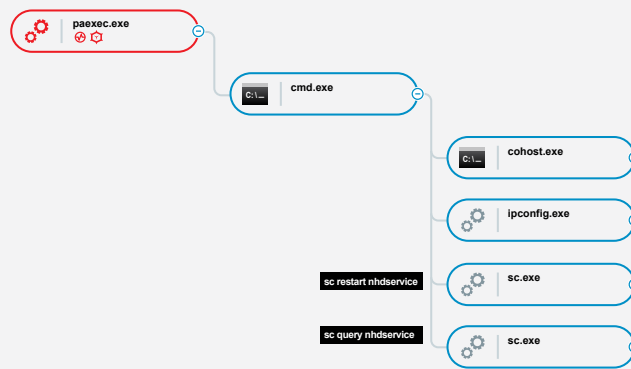 paexec.exe
C:\...
cmd.exe
C:\...
cohost.exe
ipconfig.exe
sc restart nhdservice
sc.exe
sc query nhdservice
sc.exe